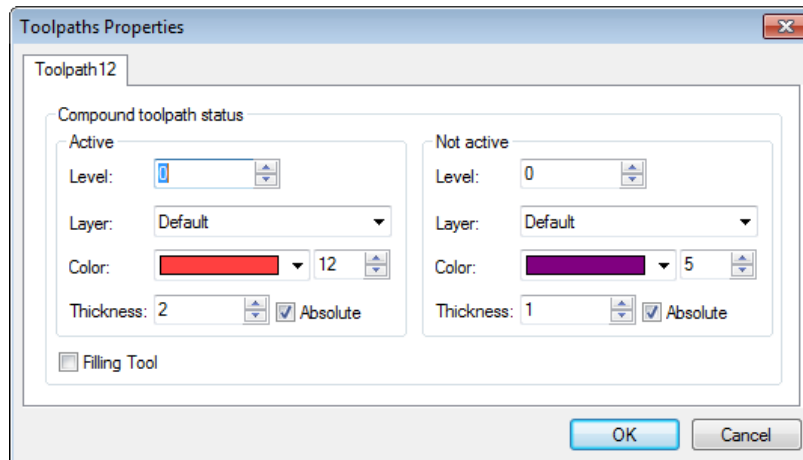 Toolpaths Properties
Toolpath12
Compound toolpath status
Active
Level: 0
Layer: Default
Color: 12
Thickness: 2 Absolute
Not active
Level: 0
Layer: Default
Color: 5
Thickness: 1 Absolute
Filling Tool
OK Cancel